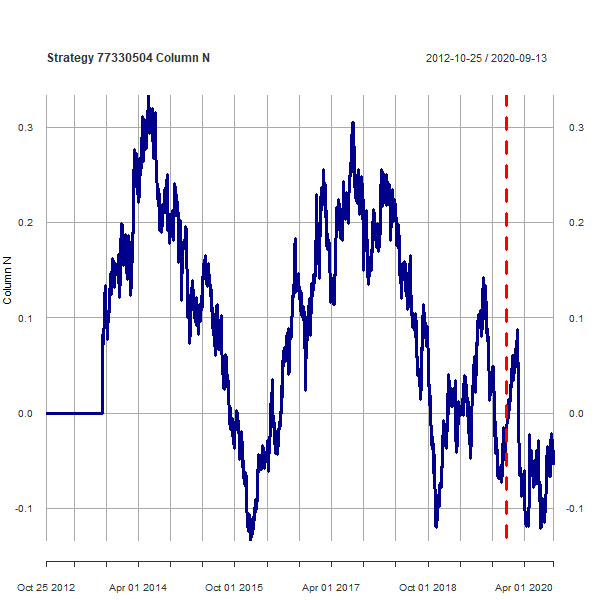 Strategy 77330504 Column N
2012-10-25 / 2020-09-13
Column N
0.3
0.2
0.1
0.0
-0.1
0.3
0.2
0.1
0.0
-0.1
Oct 25 2012
Apr 01 2014
Oct 01 2015
Apr 01 2017
Oct 01 2018
Apr 01 2020